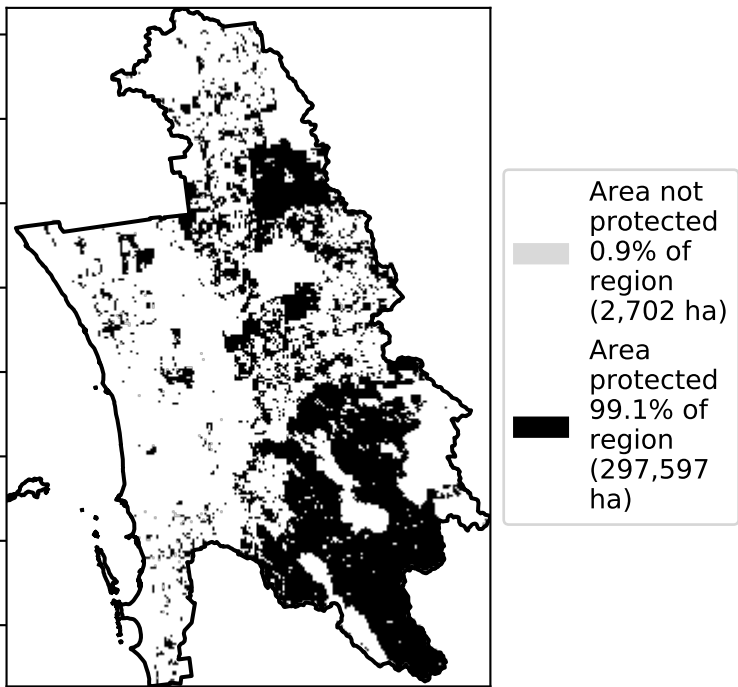 Area not
protected
0.9% of
region
(2,702 ha)
Area
protected
99.1% of
region
(297,597
ha)